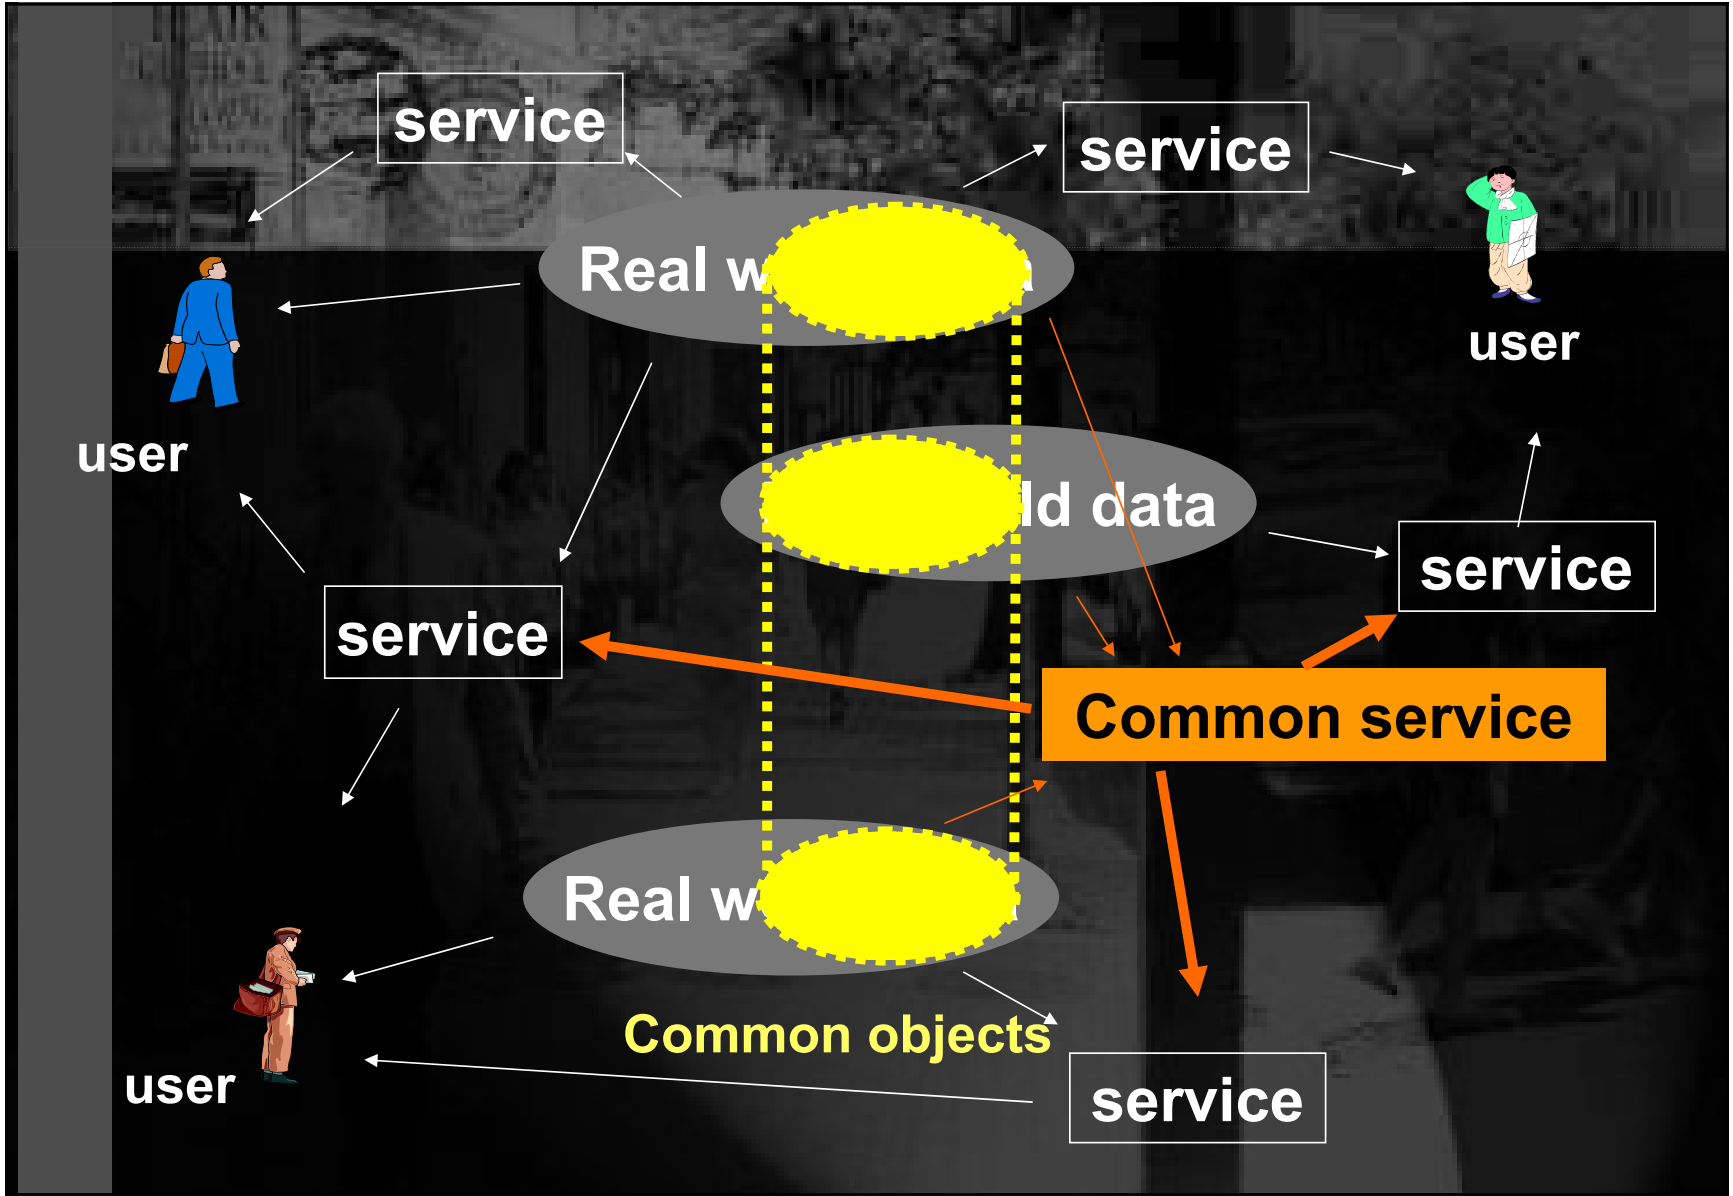 service
service
Real w
user
user
ld data
service
service
Common service
Real w
Common objects
user
service